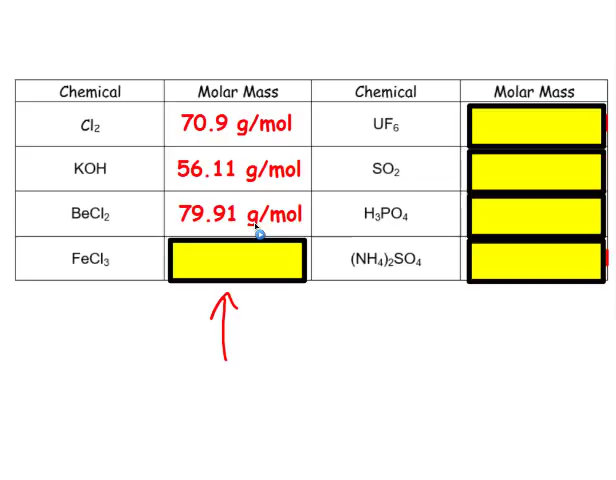 Chemical Molar Mass Chemical Molar Mass
Cl₂ 70.9 g/mol UF₆
KOH 56.11 g/mol SO₂
BeCl₂ 79.91 g/mol H₃PO₄
FeCl₃ (NH₄)₂SO₄